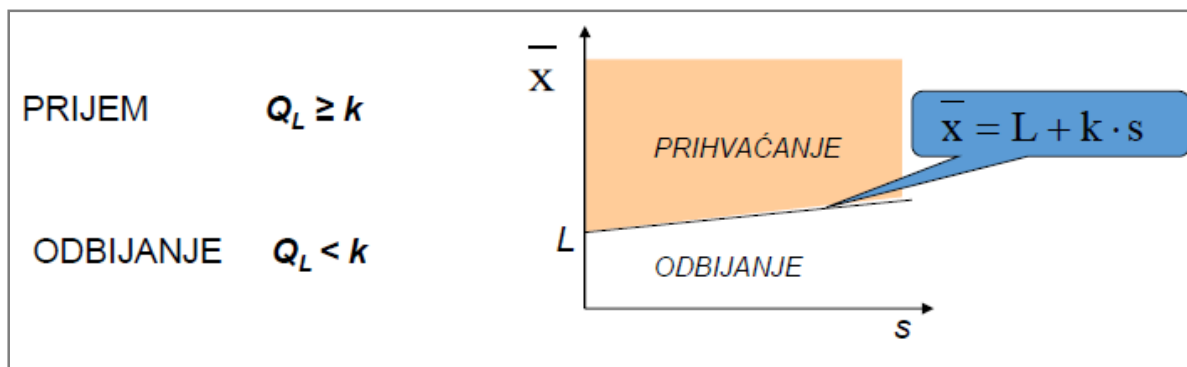 PRIJEM Q_L ≥ k
ODBIJANJE Q_L < k
x̅
PRIHVAĆANJE
x̅ = L + k · s
L
ODBIJANJE
s